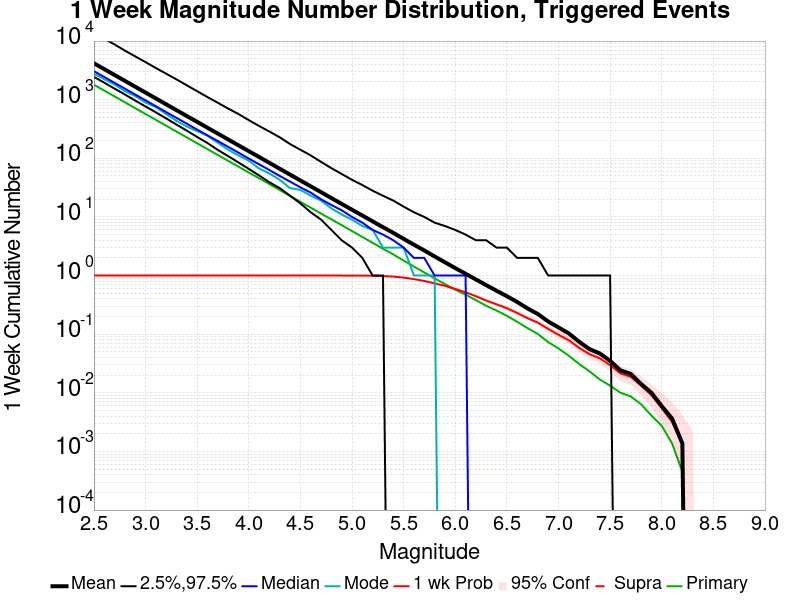 1 Week Magnitude Number Distribution, Triggered Events
1 Week Cumulative Number
10^4
10^3
10^2
10^1
10^0
10^-1
10^-2
10^-3
10^-4
2.5 3.0 3.5 4.0 4.5 5.0 5.5 6.0 6.5 7.0 7.5 8.0 8.5 9.0
Magnitude
Mean 2.5%,97.5% Median Mode 1 wk Prob 95% Conf Supra Primary